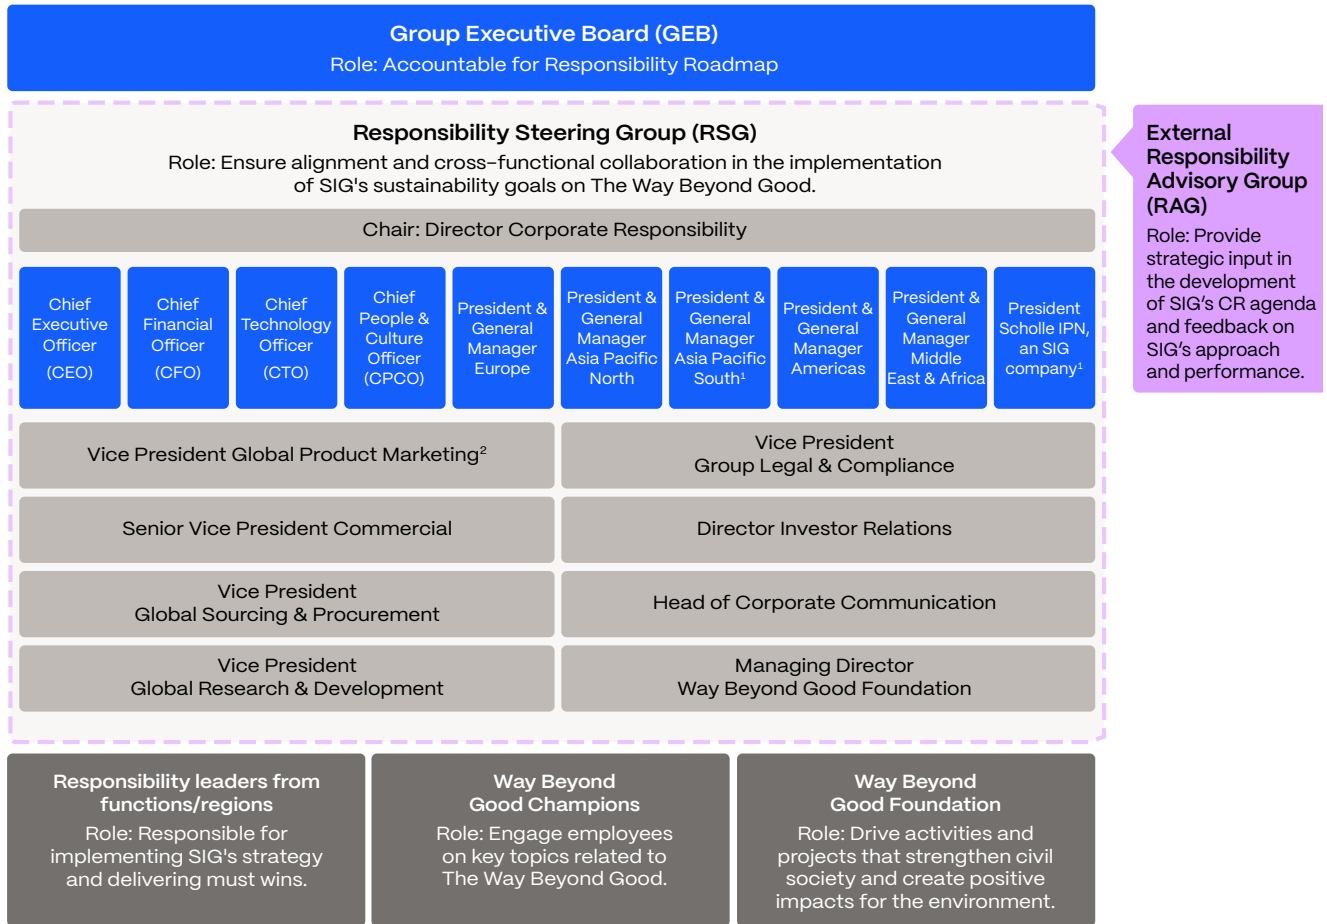 Group Executive Board (GEB)
Role: Accountable for Responsibility Roadmap
Responsibility Steering Group (RSG)
Role: Ensure alignment and cross-functional collaboration in the implementation
of SIG's sustainability goals on The Way Beyond Good.
Chair: Director Corporate Responsibility
Chief
Executive
Officer
(CEO)
Chief
Financial
Officer
(CFO)
Chief
Technology
Officer
(CTO)
Chief
People &
Culture
Officer
(CPCO)
President &
General
Manager
Europe
President &
General
Manager
Asia Pacific
North
President &
General
Manager
Asia Pacific
South¹
President &
General
Manager
Americas
President &
General
Manager
Middle
East & Africa
President
Scholle IPN,
an SIG
company¹
Vice President Global Product Marketing²
Vice President
Group Legal & Compliance
Senior Vice President Commercial
Director Investor Relations
Vice President
Global Sourcing & Procurement
Head of Corporate Communication
Vice President
Global Research & Development
Managing Director
Way Beyond Good Foundation
External
Responsibility
Advisory Group
(RAG)
Role: Provide
strategic input in
the development
of SIG’s CR agenda
and feedback on
SIG’s approach
and performance.
Responsibility leaders from
functions/regions
Role: Responsible for
implementing SIG's strategy
and delivering must wins.
Way Beyond
Good Champions
Role: Engage employees
on key topics related to
The Way Beyond Good.
Way Beyond
Good Foundation
Role: Drive activities and
projects that strengthen civil
society and create positive
impacts for the environment.